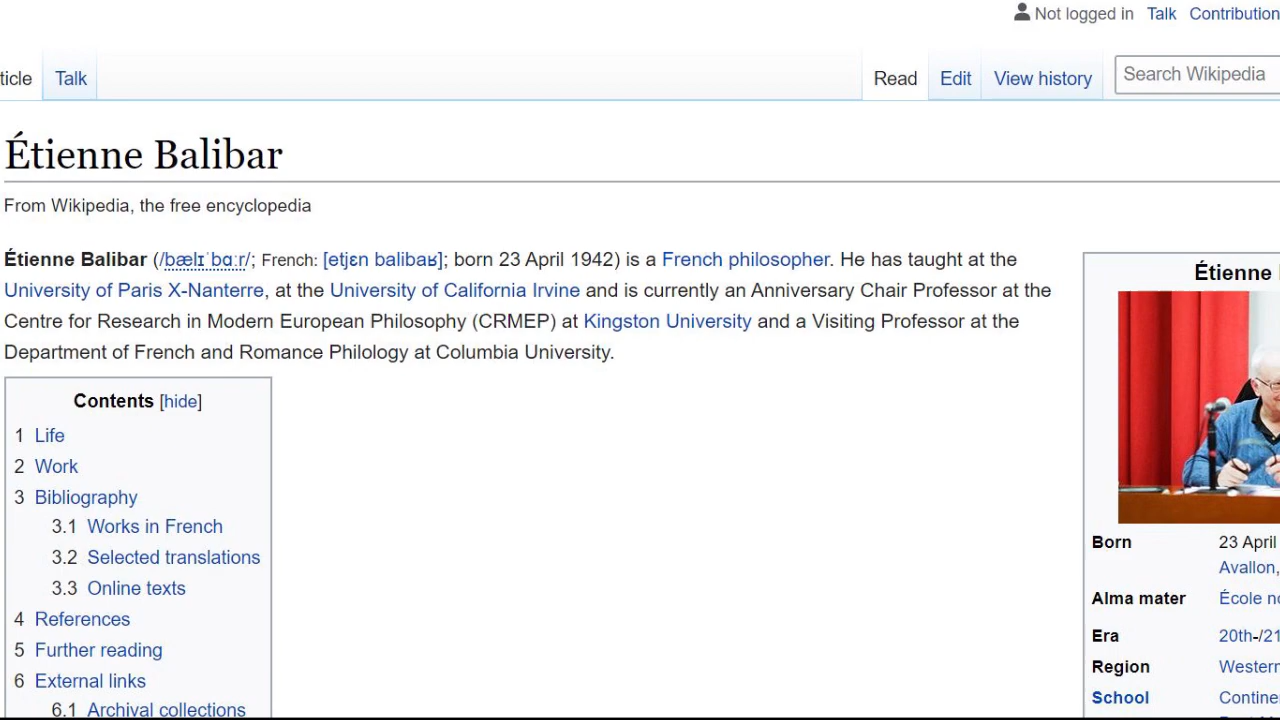 Not logged in Talk Contribution
ticle Talk Read Edit View history Search Wikipedia
Étienne Balibar
From Wikipedia, the free encyclopedia
Étienne Balibar (/bælɪˈbɑːr/; French: [etjɛn balibaʁ]; born 23 April 1942) is a French philosopher. He has taught at the
University of Paris X-Nanterre, at the University of California Irvine and is currently an Anniversary Chair Professor at the
Centre for Research in Modern European Philosophy (CRMEP) at Kingston University and a Visiting Professor at the
Department of French and Romance Philology at Columbia University.
Contents [hide]
1 Life
2 Work
3 Bibliography
3.1 Works in French
3.2 Selected translations
3.3 Online texts
4 References
5 Further reading
6 External links
6.1 Archival collections
Étienne
Born 23 April
Avallon,
Alma mater École no
Era 20th-/21
Region Western
School Contine